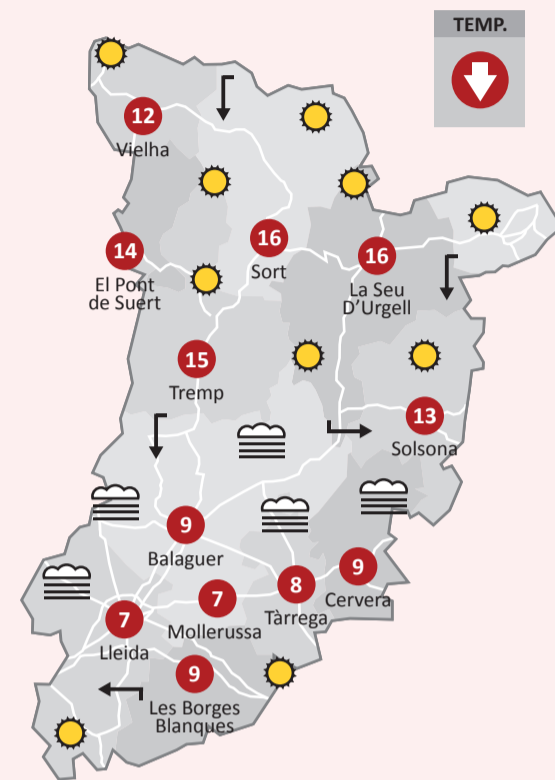 TEMP.
12
Vielha
14
El Pont
de Suert
16
Sort
16
La Seu
D'Urgell
15
Tremp
13
Solsona
9
Balaguer
9
Cervera
8
Tàrrega
7
Mollerussa
7
Lleida
9
Les Borges
Blanques